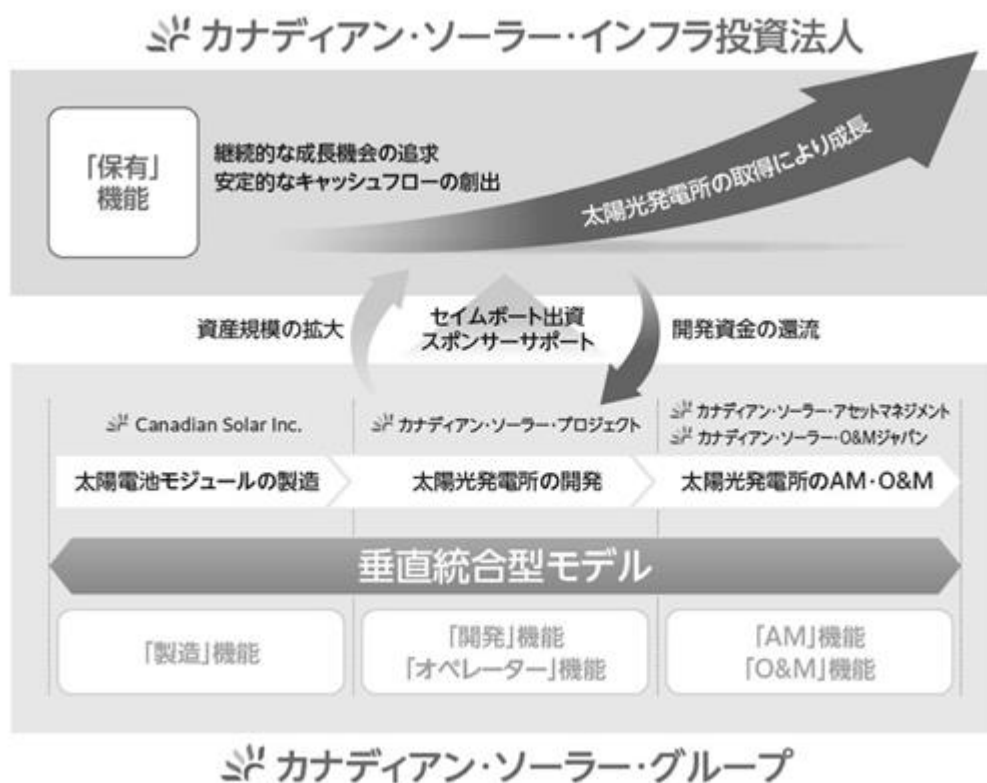 カナディアン・ソーラー・インフラ投資法人
「保有」
機能
継続的な成長機会の追求
安定的なキャッシュフローの創出
太陽光発電所の取得により成長
資産規模の拡大
セイムボート出資
スポンサーサポート
開発資金の還流
Canadian Solar Inc.
カナディアン・ソーラー・プロジェクト
カナディアン・ソーラー・アセットマネジメント
カナディアン・ソーラー・O&Mジャパン
太陽電池モジュールの製造
太陽光発電所の開発
太陽光発電所のAM・O&M
垂直統合型モデル
「製造」機能
「開発」機能
「オペレーター」機能
「AM」機能
「O&M」機能
カナディアン・ソーラー・グループ